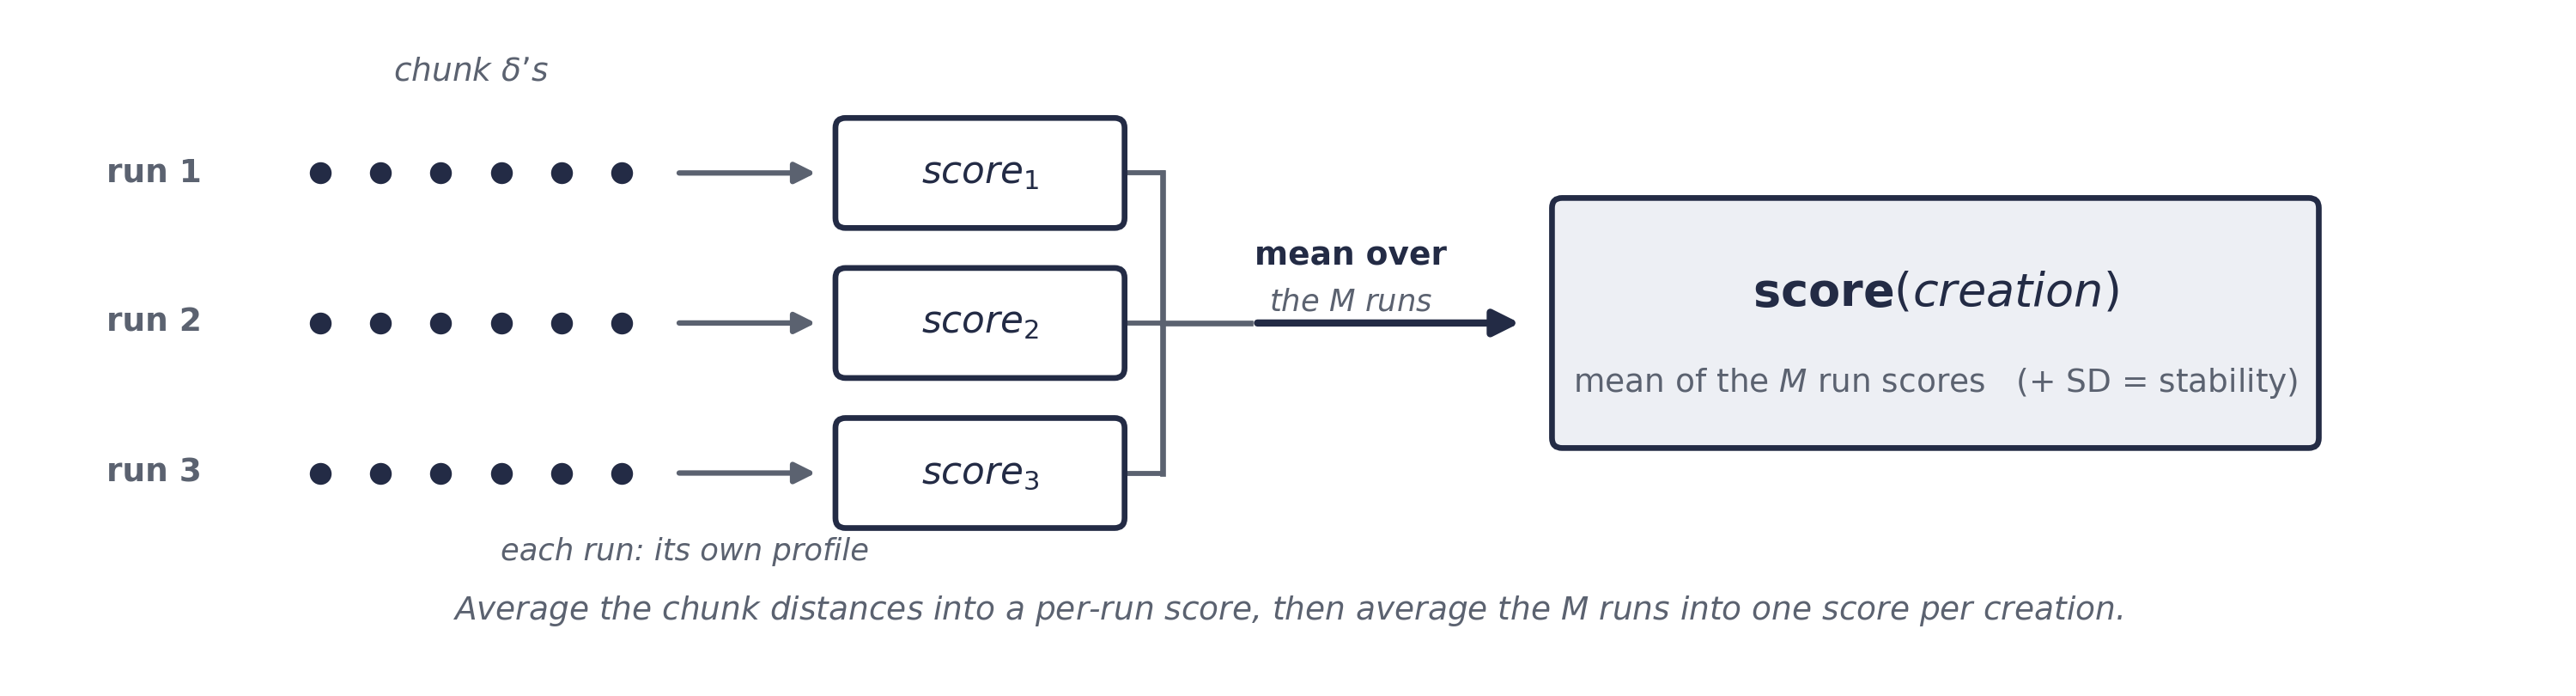 chunk δ’s
run 1
score₁
run 2
score₂
run 3
score₃
mean over
the M runs
score(creation)
mean of the M run scores (+ SD = stability)
each run: its own profile
Average the chunk distances into a per-run score, then average the M runs into one score per creation.